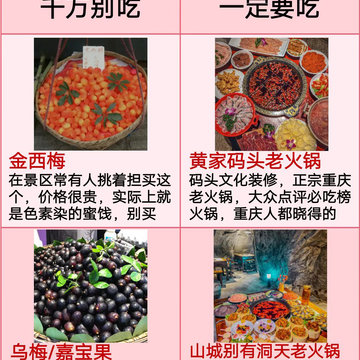 千万别吃
一定要吃
金西梅
在景区常有人挑着担买这
个，价格很贵，实际上就
是色素染的蜜饯，别买
黄家码头老火锅
码头文化装修，正宗重庆
老火锅，大众点评必吃榜
火锅，重庆人都晓得的
乌梅/嘉宝果
山城别有洞天老火锅